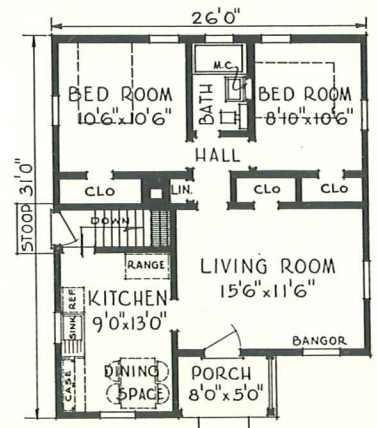 26'0"
31'0"
STOOP
BED ROOM
10'6"x10'6"
M.C.
BATH
BED ROOM
8'10"x10'6"
HALL
CLO
LIN.
CLO
CLO
DOWN
RANGE
LIVING ROOM
15'6"x11'6"
REF.
SINK
KITCHEN
9'0"x13'0"
CASE
DINING
SPACE
BANGOR
PORCH
8'0"x5'0"